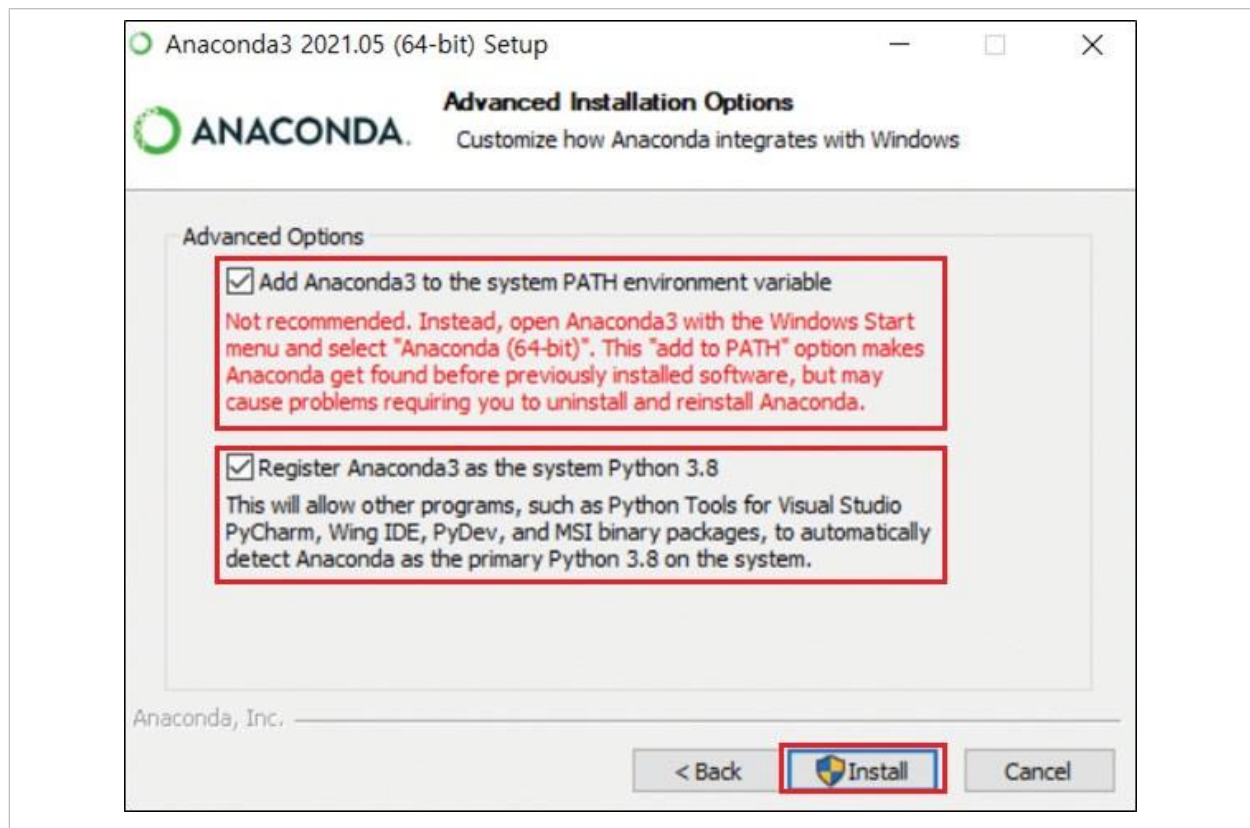 Anaconda3 2021.05 (64-bit) Setup
ANACONDA.
Advanced Installation Options
Customize how Anaconda integrates with Windows
Advanced Options
Add Anaconda3 to the system PATH environment variable
Not recommended. Instead, open Anaconda3 with the Windows Start
menu and select "Anaconda (64-bit)". This "add to PATH" option makes
Anaconda get found before previously installed software, but may
cause problems requiring you to uninstall and reinstall Anaconda.
Register Anaconda3 as the system Python 3.8
This will allow other programs, such as Python Tools for Visual Studio
PyCharm, Wing IDE, PyDev, and MSI binary packages, to automatically
detect Anaconda as the primary Python 3.8 on the system.
Anaconda, Inc.
< Back
Install
Cancel